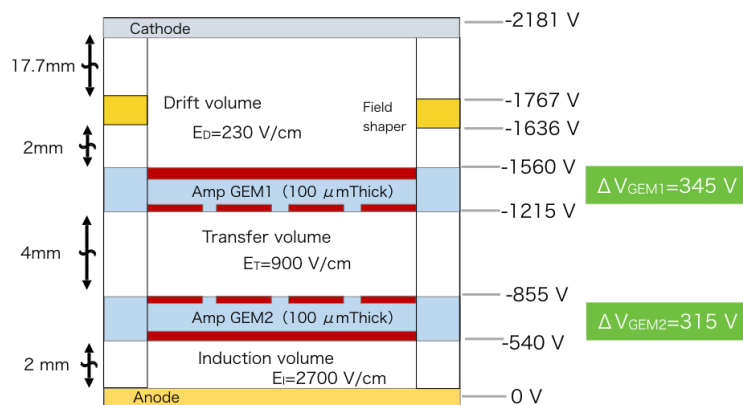 Cathode
-2181 V
17.7mm
Drift volume
E_D=230 V/cm
Field
shaper
-1767 V
-1636 V
2mm
-1560 V
Amp GEM1 (100 μmThick)
ΔV_GEM1=345 V
-1215 V
Transfer volume
4mm
E_T=900 V/cm
-855 V
Amp GEM2 (100 μmThick)
ΔV_GEM2=315 V
-540 V
Induction volume
2 mm
E_I=2700 V/cm
Anode
0 V